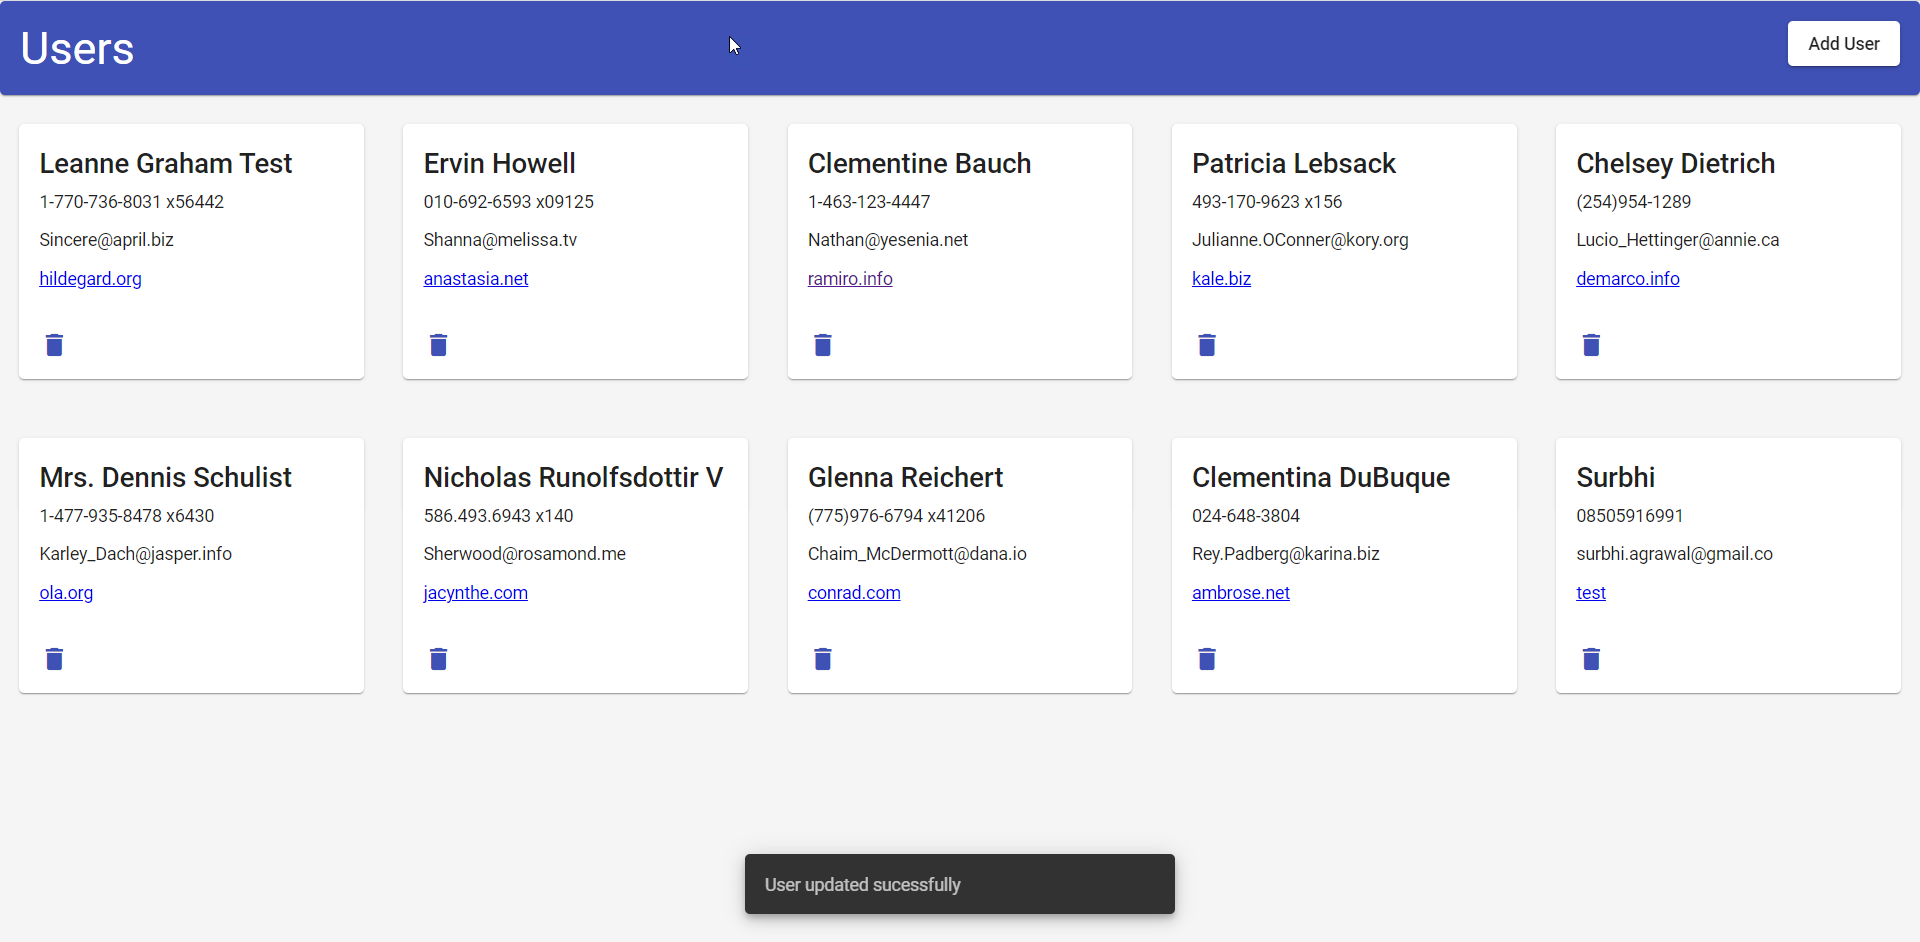 Users
Add User
Leanne Graham Test
1-770-736-8031 x56442
Sincere@april.biz
hildegard.org
Ervin Howell
010-692-6593 x09125
Shanna@melissa.tv
anastasia.net
Clementine Bauch
1-463-123-4447
Nathan@yesenia.net
ramiro.info
Patricia Lebsack
493-170-9623 x156
Julianne.OConner@kory.org
kale.biz
Chelsey Dietrich
(254)954-1289
Lucio_Hettinger@annie.ca
demarco.info
Mrs. Dennis Schulist
1-477-935-8478 x6430
Karley_Dach@jasper.info
ola.org
Nicholas Runolfsdottir V
586.493.6943 x140
Sherwood@rosamond.me
jacynthe.com
Glenna Reichert
(775)976-6794 x41206
Chaim_McDermott@dana.io
conrad.com
Clementina DuBuque
024-648-3804
Rey.Padberg@karina.biz
ambrose.net
Surbhi
08505916991
surbhi.agrawal@gmail.co
test
User updated sucessfully